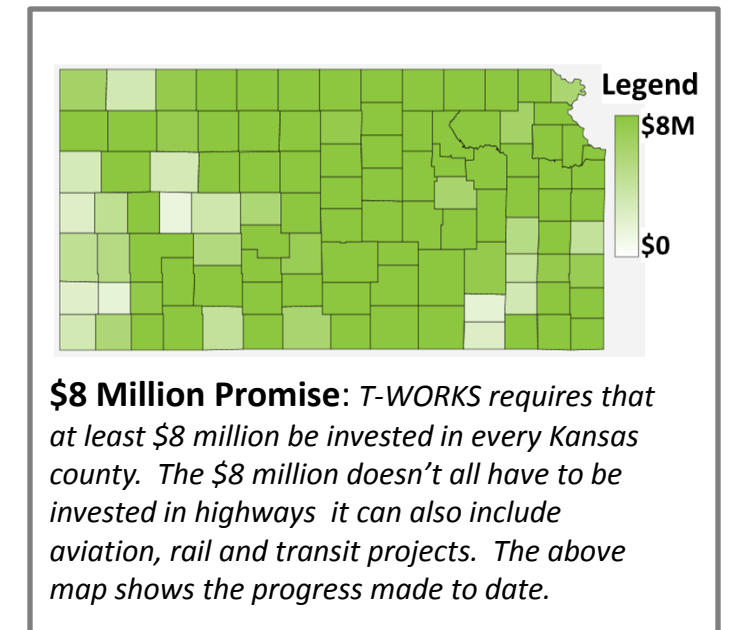 Legend
$8M
$0
$8 Million Promise: T-WORKS requires that
at least $8 million be invested in every Kansas
county.  The $8 million doesn’t all have to be
invested in highways  it can also include
aviation, rail and transit projects.  The above
map shows the progress made to date.